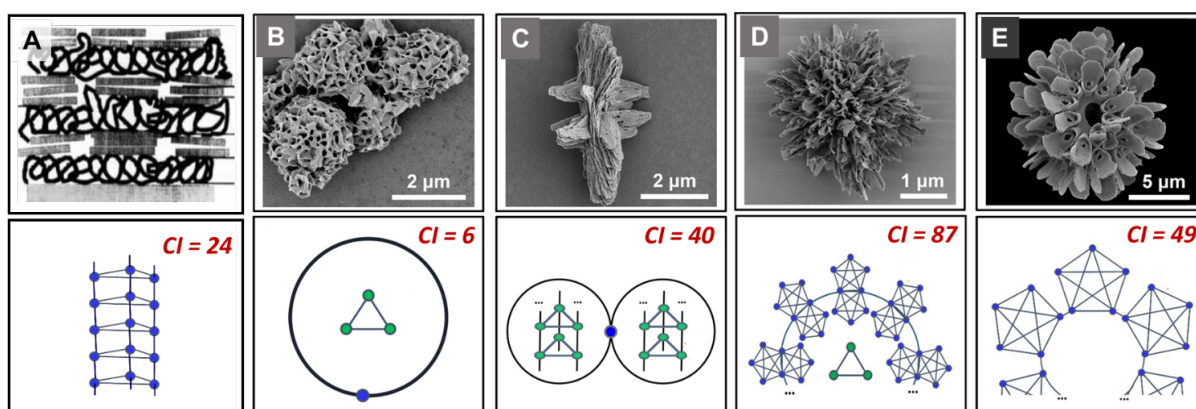 A
B
C
D
E
2 μm
2 μm
1 μm
5 μm
CI = 24
CI = 6
CI = 40
CI = 87
CI = 49
...
...
...
...
...
...